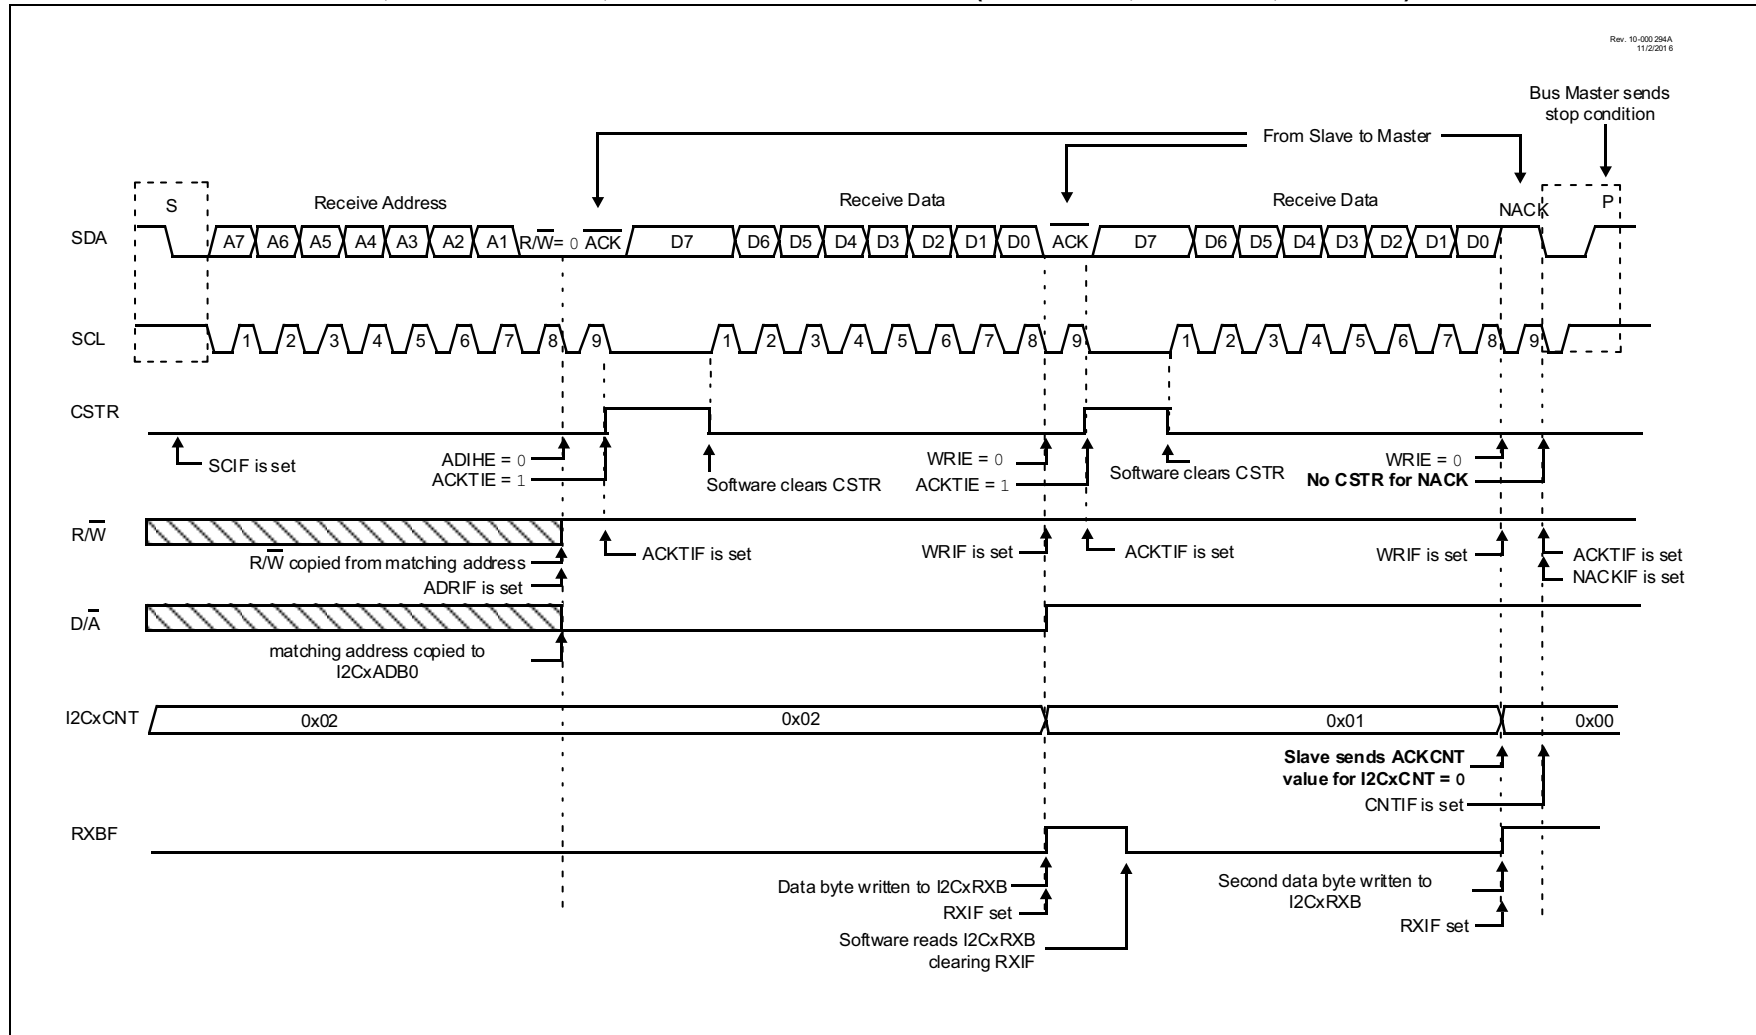 Rev. 10-000 294A
11/2/2016
Bus Master sends
stop condition
From Slave to Master
S
Receive Address
Receive Data
Receive Data
NACK
P
SDA
A7 A6 A5 A4 A3 A2 A1 R/W= 0 ACK D7 D6 D5 D4 D3 D2 D1 D0 ACK D7 D6 D5 D4 D3 D2 D1 D0
SCL
1 2 3 4 5 6 7 8 9 1 2 3 4 5 6 7 8 9 1 2 3 4 5 6 7 8 9
CSTR
SCIF is set
ADIHE = 0
ACKTIE = 1
Software clears CSTR
WRIE = 0
ACKTIE = 1
Software clears CSTR
WRIE = 0
No CSTR for NACK
R/W
R/W copied from matching address
ADRIF is set
ACKTIF is set
WRIF is set
ACKTIF is set
WRIF is set
ACKTIF is set
NACKIF is set
D/A
matching address copied to
I2CxADB0
I2CxCNT
0x02 0x02 0x01 0x00
Slave sends ACKCNT
value for I2CxCNT = 0
CNTIF is set
RXBF
Data byte written to I2CxRXB
RXIF set
Software reads I2CxRXB
clearing RXIF
Second data byte written to
I2CxRXB
RXIF set